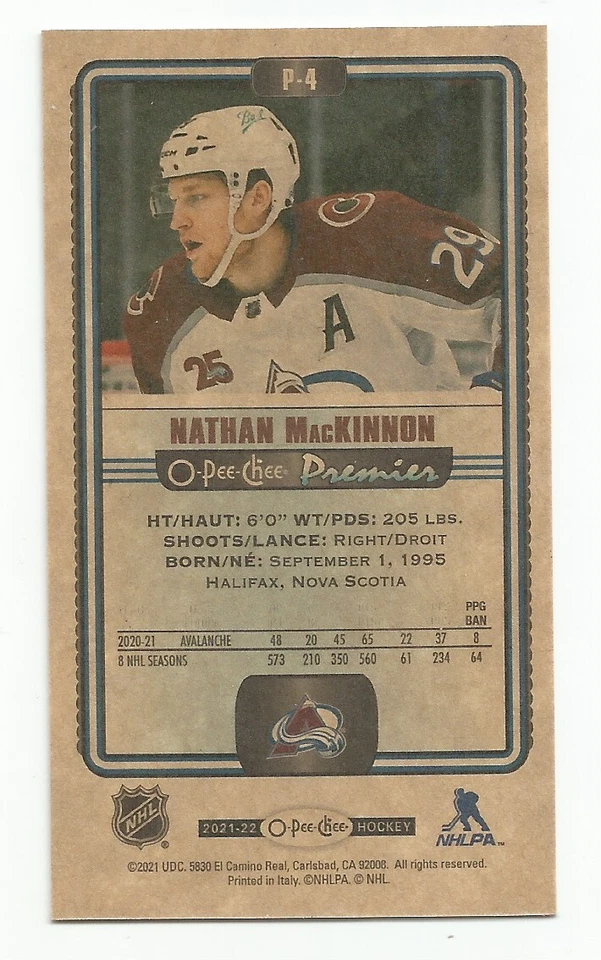 P-4
Bell
CCM
29
A
25
NATHAN MacKINNON
O-Pee-Chee Premier
HT/HAUT: 6'0" WT/PDS: 205 LBS.
SHOOTS/LANCE: RIGHT/DROIT
BORN/NÉ: SEPTEMBER 1, 1995
HALIFAX, NOVA SCOTIA
PPG
BAN
2020-21 AVALANCHE 48 20 45 65 22 37 8
8 NHL SEASONS 573 210 350 560 61 234 64
NHL
2021-22 O-Pee-Chee HOCKEY
NHLPA™
©2021 UDC. 5830 El Camino Real, Carlsbad, CA 92008. All rights reserved.
Printed in Italy. ©NHLPA. © NHL.